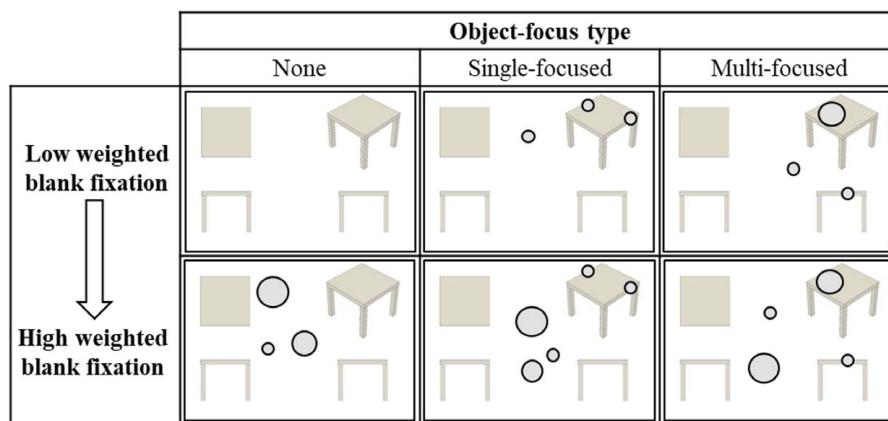 Object-focus type
None Single-focused Multi-focused
Low weighted
blank fixation
High weighted
blank fixation